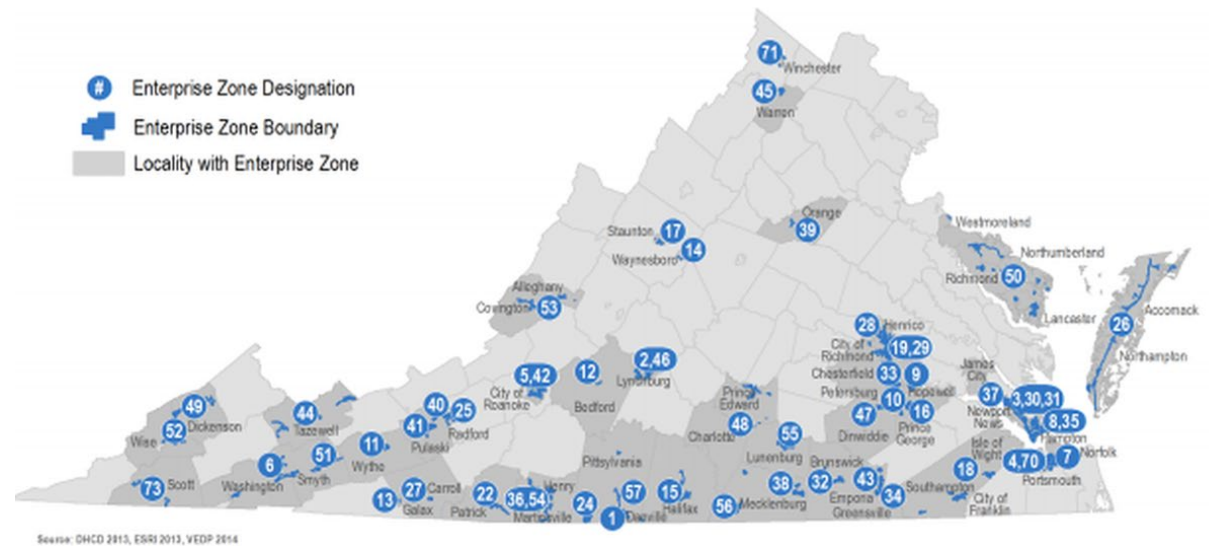 # Enterprise Zone Designation
Enterprise Zone Boundary
Locality with Enterprise Zone
71
Winchester
45
Warren
Orange
39
Staunton 17
14
Waynesboro
Westmoreland
Northumberland
Richmond 50
Lancaster
Accomack
26
Northampton
Alleghany
Covington 53
28 Henrico
City of
Richmond
19,29
Chesterfield 33 9
James
City
Petersburg 10 Hopewell
16
Prince
George
47
Dinwiddie
37
Newport
News
3,30,31
8,35
Hampton
Isle of
Wight
4,70 7 Norfolk
Portsmouth
18
Southampton
City of
Franklin
2,46
Lynchburg
5,42
City of
Roanoke
12
Bedford
Prince
Edward
Charlotte 48
55
Lunenburg
49
Dickenson
52
Wise
44
Tazewell
40 25
41 Radford
Pulaski
11
Wythe
51
6 Smyth
Washington
73 Scott
13 27 Carroll
Galax
22
Patrick
36,54 Henry
Martinsville
24
Pittsylvania
57
1 Danville
15
Halifax
56 Mecklenburg
38
Brunswick
32
43
Emporia
34
Greensville
Source: DHCD 2013, ESRI 2013, VEDP 2014